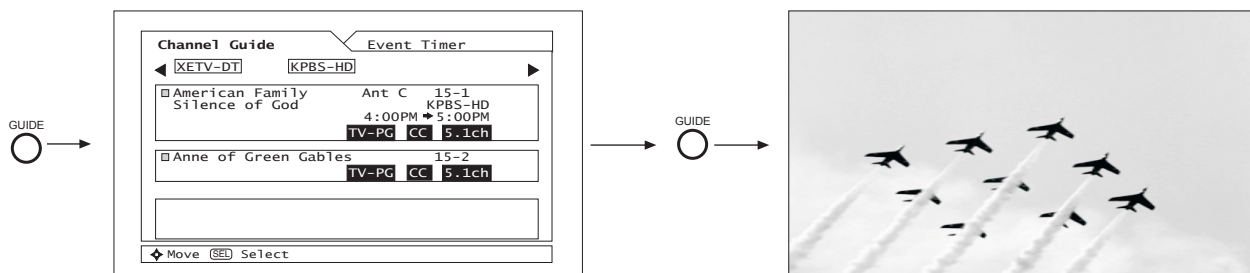 GUIDE
Channel Guide Event Timer
XETV-DT KPBS-HD
American Family Ant C 15-1
Silence of God KPBS-HD
4:00PM 5:00PM
TV-PG CC 5.1ch
Anne of Green Gables 15-2
TV-PG CC 5.1ch
Move SEL Select
GUIDE